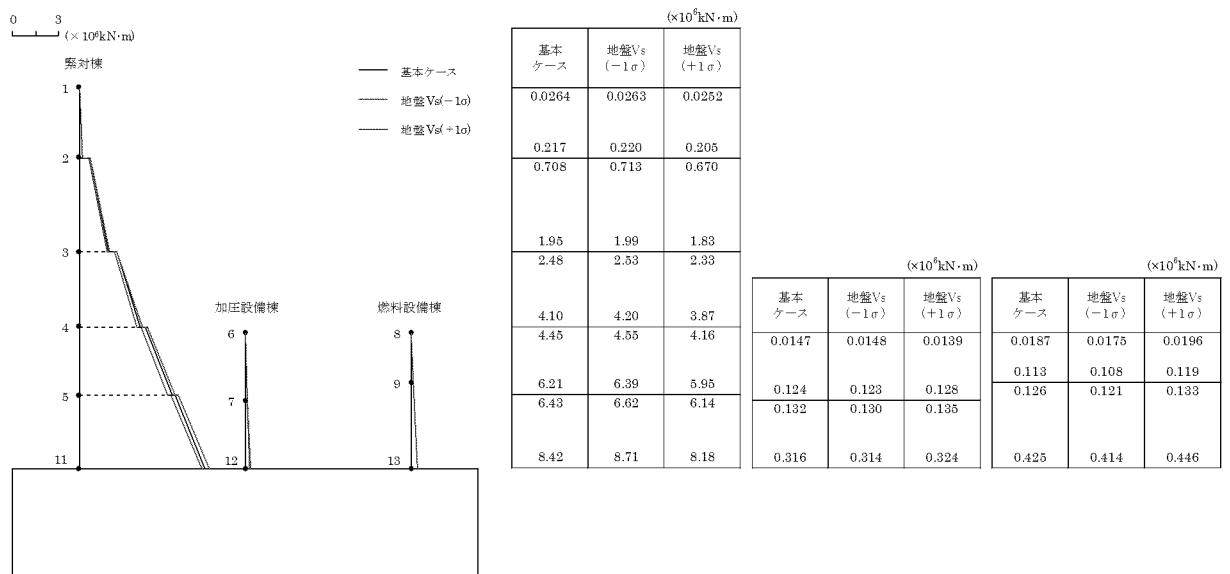 0 3
(×10⁶kN·m)
緊対棟
1
2
3
4
5
11
基本ケース
地盤Vs(−1σ)
地盤Vs(+1σ)
加圧設備棟
6
7
12
燃料設備棟
8
9
13
(×10⁶kN·m)
基本 地盤Vs 地盤Vs
ケース (−1σ) (+1σ)
0.0264 0.0263 0.0252
0.217 0.220 0.205
0.708 0.713 0.670
1.95 1.99 1.83
2.48 2.53 2.33
4.10 4.20 3.87
4.45 4.55 4.16
6.21 6.39 5.95
6.43 6.62 6.14
8.42 8.71 8.18
(×10⁶kN·m)
基本 地盤Vs 地盤Vs
ケース (−1σ) (+1σ)
0.0147 0.0148 0.0139
0.124 0.123 0.128
0.132 0.130 0.135
0.316 0.314 0.324
(×10⁶kN·m)
基本 地盤Vs 地盤Vs
ケース (−1σ) (+1σ)
0.0187 0.0175 0.0196
0.113 0.108 0.119
0.126 0.121 0.133
0.425 0.414 0.446